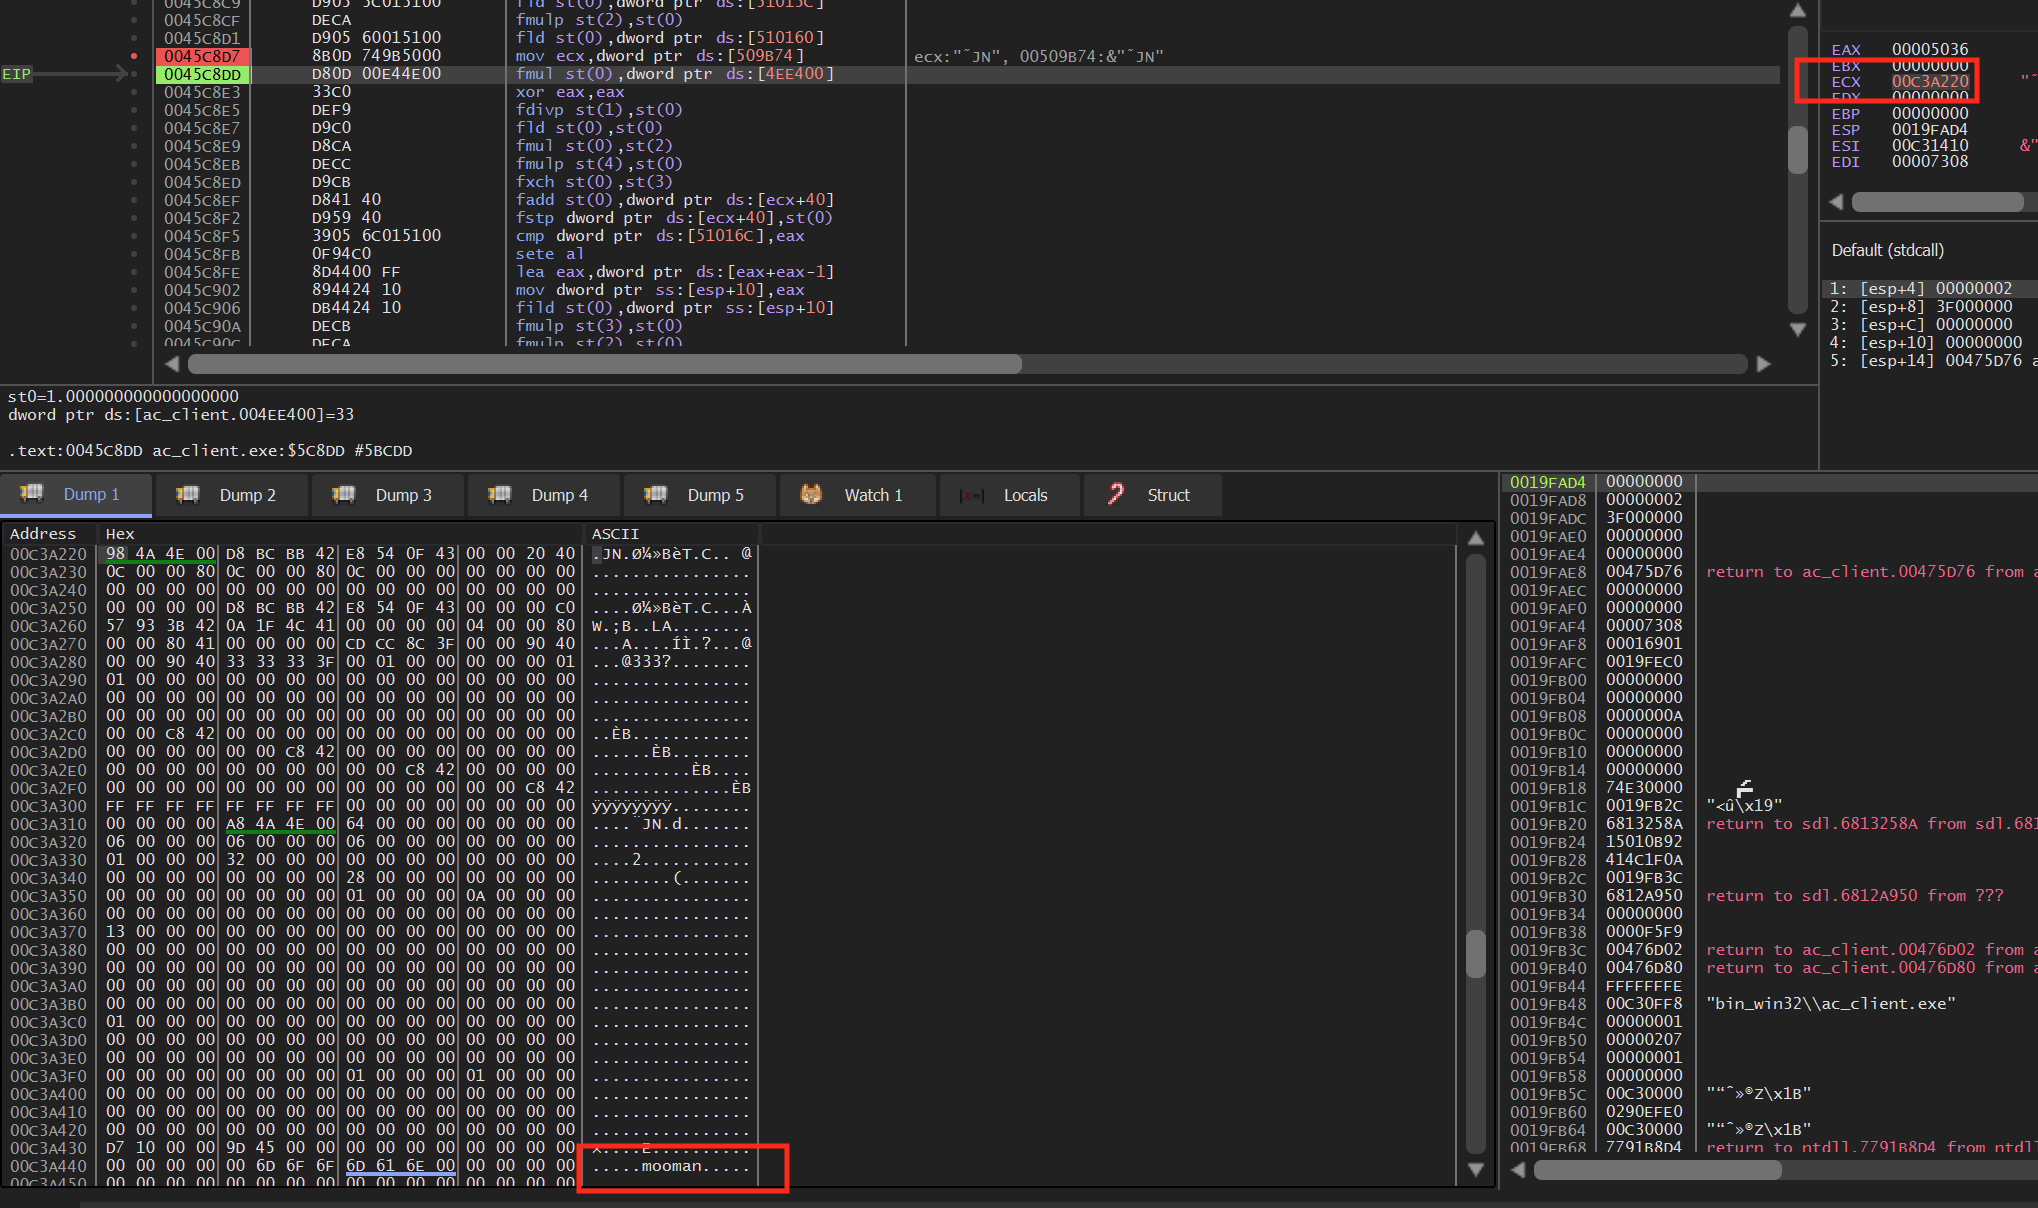 0045C8C9 D905 5C015100 fld st(0),dword ptr ds:[51015C]
0045C8CF DECA fmulp st(2),st(0)
0045C8D1 D905 60015100 fld st(0),dword ptr ds:[510160]
0045C8D7 8B0D 749B5000 mov ecx,dword ptr ds:[509B74] ecx:"˜JN", 00509B74:&"˜JN"
EIP 0045C8DD D80D 00E44E00 fmul st(0),dword ptr ds:[4EE400]
0045C8E3 33C0 xor eax,eax
0045C8E5 DEF9 fdivp st(1),st(0)
0045C8E7 D9C0 fld st(0),st(0)
0045C8E9 D8CA fmul st(0),st(2)
0045C8EB DECC fmulp st(4),st(0)
0045C8ED D9CB fxch st(0),st(3)
0045C8EF D841 40 fadd st(0),dword ptr ds:[ecx+40]
0045C8F2 D959 40 fstp dword ptr ds:[ecx+40],st(0)
0045C8F5 3905 6C015100 cmp dword ptr ds:[51016C],eax
0045C8FB 0F94C0 sete al
0045C8FE 8D4400 FF lea eax,dword ptr ds:[eax+eax-1]
0045C902 894424 10 mov dword ptr ss:[esp+10],eax
0045C906 DB4424 10 fild st(0),dword ptr ss:[esp+10]
0045C90A DECB fmulp st(3),st(0)
0045C90C DECA fmulp st(2),st(0)
EAX 00005036
EBX 00000000
ECX 00C3A220
EDX 00000000
EBP 00000000
ESP 0019FAD4
ESI 00C31410 &"
EDI 00007308
Default (stdcall)
1: [esp+4] 00000002
2: [esp+8] 3F000000
3: [esp+C] 00000000
4: [esp+10] 00000000
5: [esp+14] 00475D76 a
st0=1.000000000000000000
dword ptr ds:[ac_client.004EE400]=33
.text:0045C8DD ac_client.exe:$5C8DD #5BCDD
Dump 1 Dump 2 Dump 3 Dump 4 Dump 5 Watch 1 Locals Struct
Address Hex ASCII
00C3A220 98 4A 4E 00 D8 BC BB 42 E8 54 0F 43 00 00 20 40 .JN.Ø¼»BèT.C.. @
00C3A230 0C 00 00 80 0C 00 00 80 0C 00 00 00 00 00 00 00 ................
00C3A240 00 00 00 00 00 00 00 00 00 00 00 00 00 00 00 00 ................
00C3A250 00 00 00 00 D8 BC BB 42 E8 54 0F 43 00 00 00 C0 ....Ø¼»BèT.C...À
00C3A260 57 93 3B 42 0A 1F 4C 41 00 00 00 00 04 00 00 80 W.;B..LA........
00C3A270 00 00 80 41 00 00 00 00 CD CC 8C 3F 00 00 90 40 ...A....ÍÌ.?...@
00C3A280 00 00 90 40 33 33 33 3F 00 01 00 00 00 00 00 01 ...@333?........
00C3A290 01 00 00 00 00 00 00 00 00 00 00 00 00 00 00 00 ................
00C3A2A0 00 00 00 00 00 00 00 00 00 00 00 00 00 00 00 00 ................
00C3A2B0 00 00 00 00 00 00 00 00 00 00 00 00 00 00 00 00 ................
00C3A2C0 00 00 C8 42 00 00 00 00 00 00 00 00 00 00 00 00 ..ÈB............
00C3A2D0 00 00 00 00 00 00 C8 42 00 00 00 00 00 00 00 00 ......ÈB........
00C3A2E0 00 00 00 00 00 00 00 00 00 00 C8 42 00 00 00 00 ..........ÈB....
00C3A2F0 00 00 00 00 00 00 00 00 00 00 00 00 00 00 C8 42 ..............ÈB
00C3A300 FF FF FF FF FF FF FF FF 00 00 00 00 00 00 00 00 ÿÿÿÿÿÿÿÿ........
00C3A310 00 00 00 00 A8 4A 4E 00 64 00 00 00 00 00 00 00 ....¨JN.d.......
00C3A320 06 00 00 00 06 00 00 00 06 00 00 00 00 00 00 00 ................
00C3A330 01 00 00 00 32 00 00 00 00 00 00 00 00 00 00 00 ....2...........
00C3A340 00 00 00 00 00 00 00 00 28 00 00 00 00 00 00 00 ........(.......
00C3A350 00 00 00 00 00 00 00 00 01 00 00 00 0A 00 00 00 ................
00C3A360 00 00 00 00 00 00 00 00 00 00 00 00 00 00 00 00 ................
00C3A370 13 00 00 00 00 00 00 00 00 00 00 00 00 00 00 00 ................
00C3A380 00 00 00 00 00 00 00 00 00 00 00 00 00 00 00 00 ................
00C3A390 00 00 00 00 00 00 00 00 00 00 00 00 00 00 00 00 ................
00C3A3A0 00 00 00 00 00 00 00 00 00 00 00 00 00 00 00 00 ................
00C3A3B0 00 00 00 00 00 00 00 00 00 00 00 00 00 00 00 00 ................
00C3A3C0 01 00 00 00 00 00 00 00 00 00 00 00 00 00 00 00 ................
00C3A3D0 00 00 00 00 00 00 00 00 00 00 00 00 00 00 00 00 ................
00C3A3E0 00 00 00 00 00 00 00 00 00 00 00 00 00 00 00 00 ................
00C3A3F0 00 00 00 00 00 00 00 00 01 00 00 00 01 00 00 00 ................
00C3A400 00 00 00 00 00 00 00 00 00 00 00 00 00 00 00 00 ................
00C3A410 00 00 00 00 00 00 00 00 00 00 00 00 00 00 00 00 ................
00C3A420 00 00 00 00 00 00 00 00 00 00 00 00 00 00 00 00 ................
00C3A430 D7 10 00 00 9D 45 00 00 00 00 00 00 00 00 00 00 ×....E..........
00C3A440 00 00 00 00 00 6D 6F 6F 6D 61 6E 00 00 00 00 00 .....mooman.....
00C3A450 00 00 00 00 00 00 00 00 00 00 00 00 00 00 00 00 ................
0019FAD4 00000000
0019FAD8 00000002
0019FADC 3F000000
0019FAE0 00000000
0019FAE4 00000000
0019FAE8 00475D76 return to ac_client.00475D76 from a
0019FAEC 00000000
0019FAF0 00000000
0019FAF4 00007308
0019FAF8 00016901
0019FAFC 0019FEC0
0019FB00 00000000
0019FB04 00000000
0019FB08 0000000A
0019FB0C 00000000
0019FB10 00000000
0019FB14 00000000
0019FB18 74E30000
0019FB1C 0019FB2C "<û\x19"
0019FB20 6813258A return to sdl.6813258A from sdl.681
0019FB24 15010B92
0019FB28 414C1F0A
0019FB2C 0019FB3C
0019FB30 6812A950 return to sdl.6812A950 from ???
0019FB34 00000000
0019FB38 0000F5F9
0019FB3C 00476D02 return to ac_client.00476D02 from a
0019FB40 00476D80 return to ac_client.00476D80 from a
0019FB44 FFFFFFFE
0019FB48 00C30FF8 "bin_win32\\ac_client.exe"
0019FB4C 00000001
0019FB50 00000207
0019FB54 00000001
0019FB58 00000000
0019FB5C 00C30000 "“ˆ»®Z\x1B"
0019FB60 0290EFE0
0019FB64 00C30000 "“ˆ»®Z\x1B"
0019FB68 7791B8D4 return to ntdll.7791B8D4 from ntdl